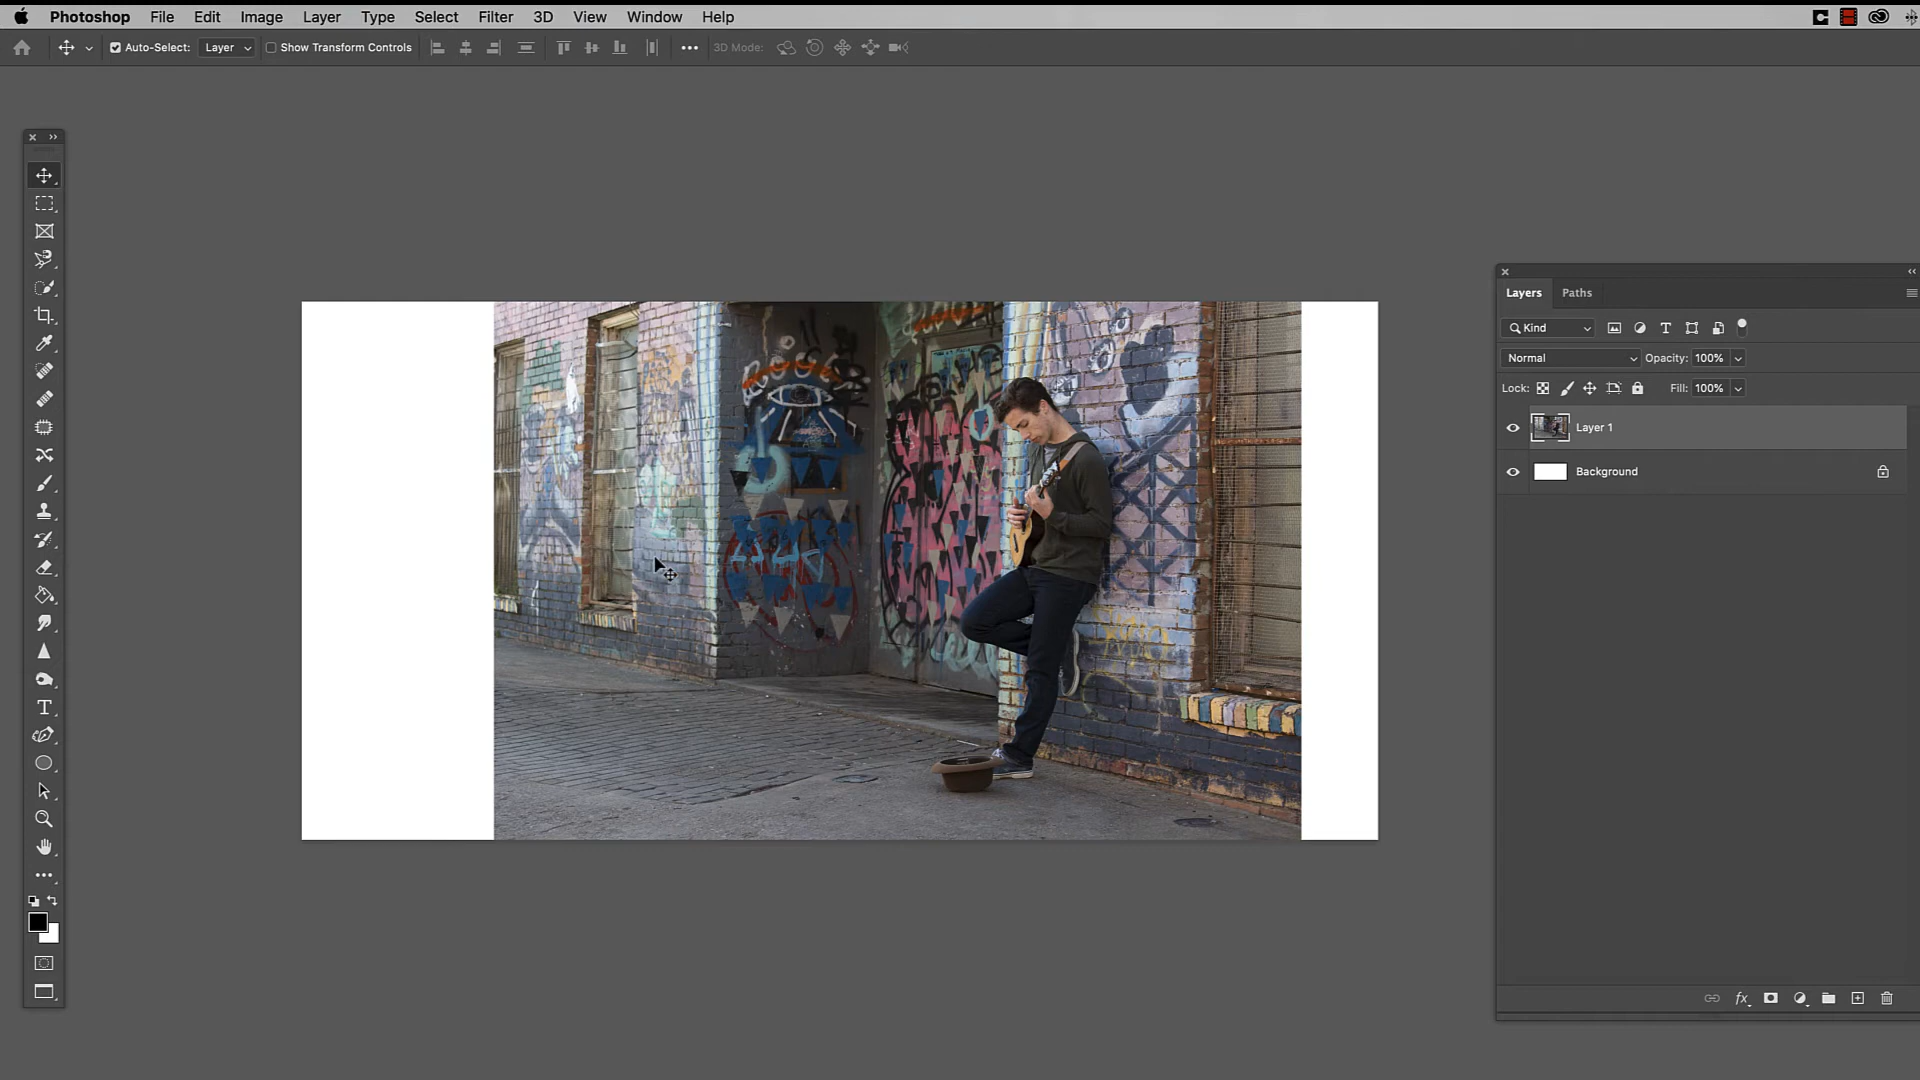 Photoshop File Edit Image Layer Type Select Filter 3D View Window Help
Auto-Select: Layer Show Transform Controls 3D Mode:
Layers Paths
Kind
Normal Opacity: 100%
Lock: Fill: 100%
Layer 1
Background